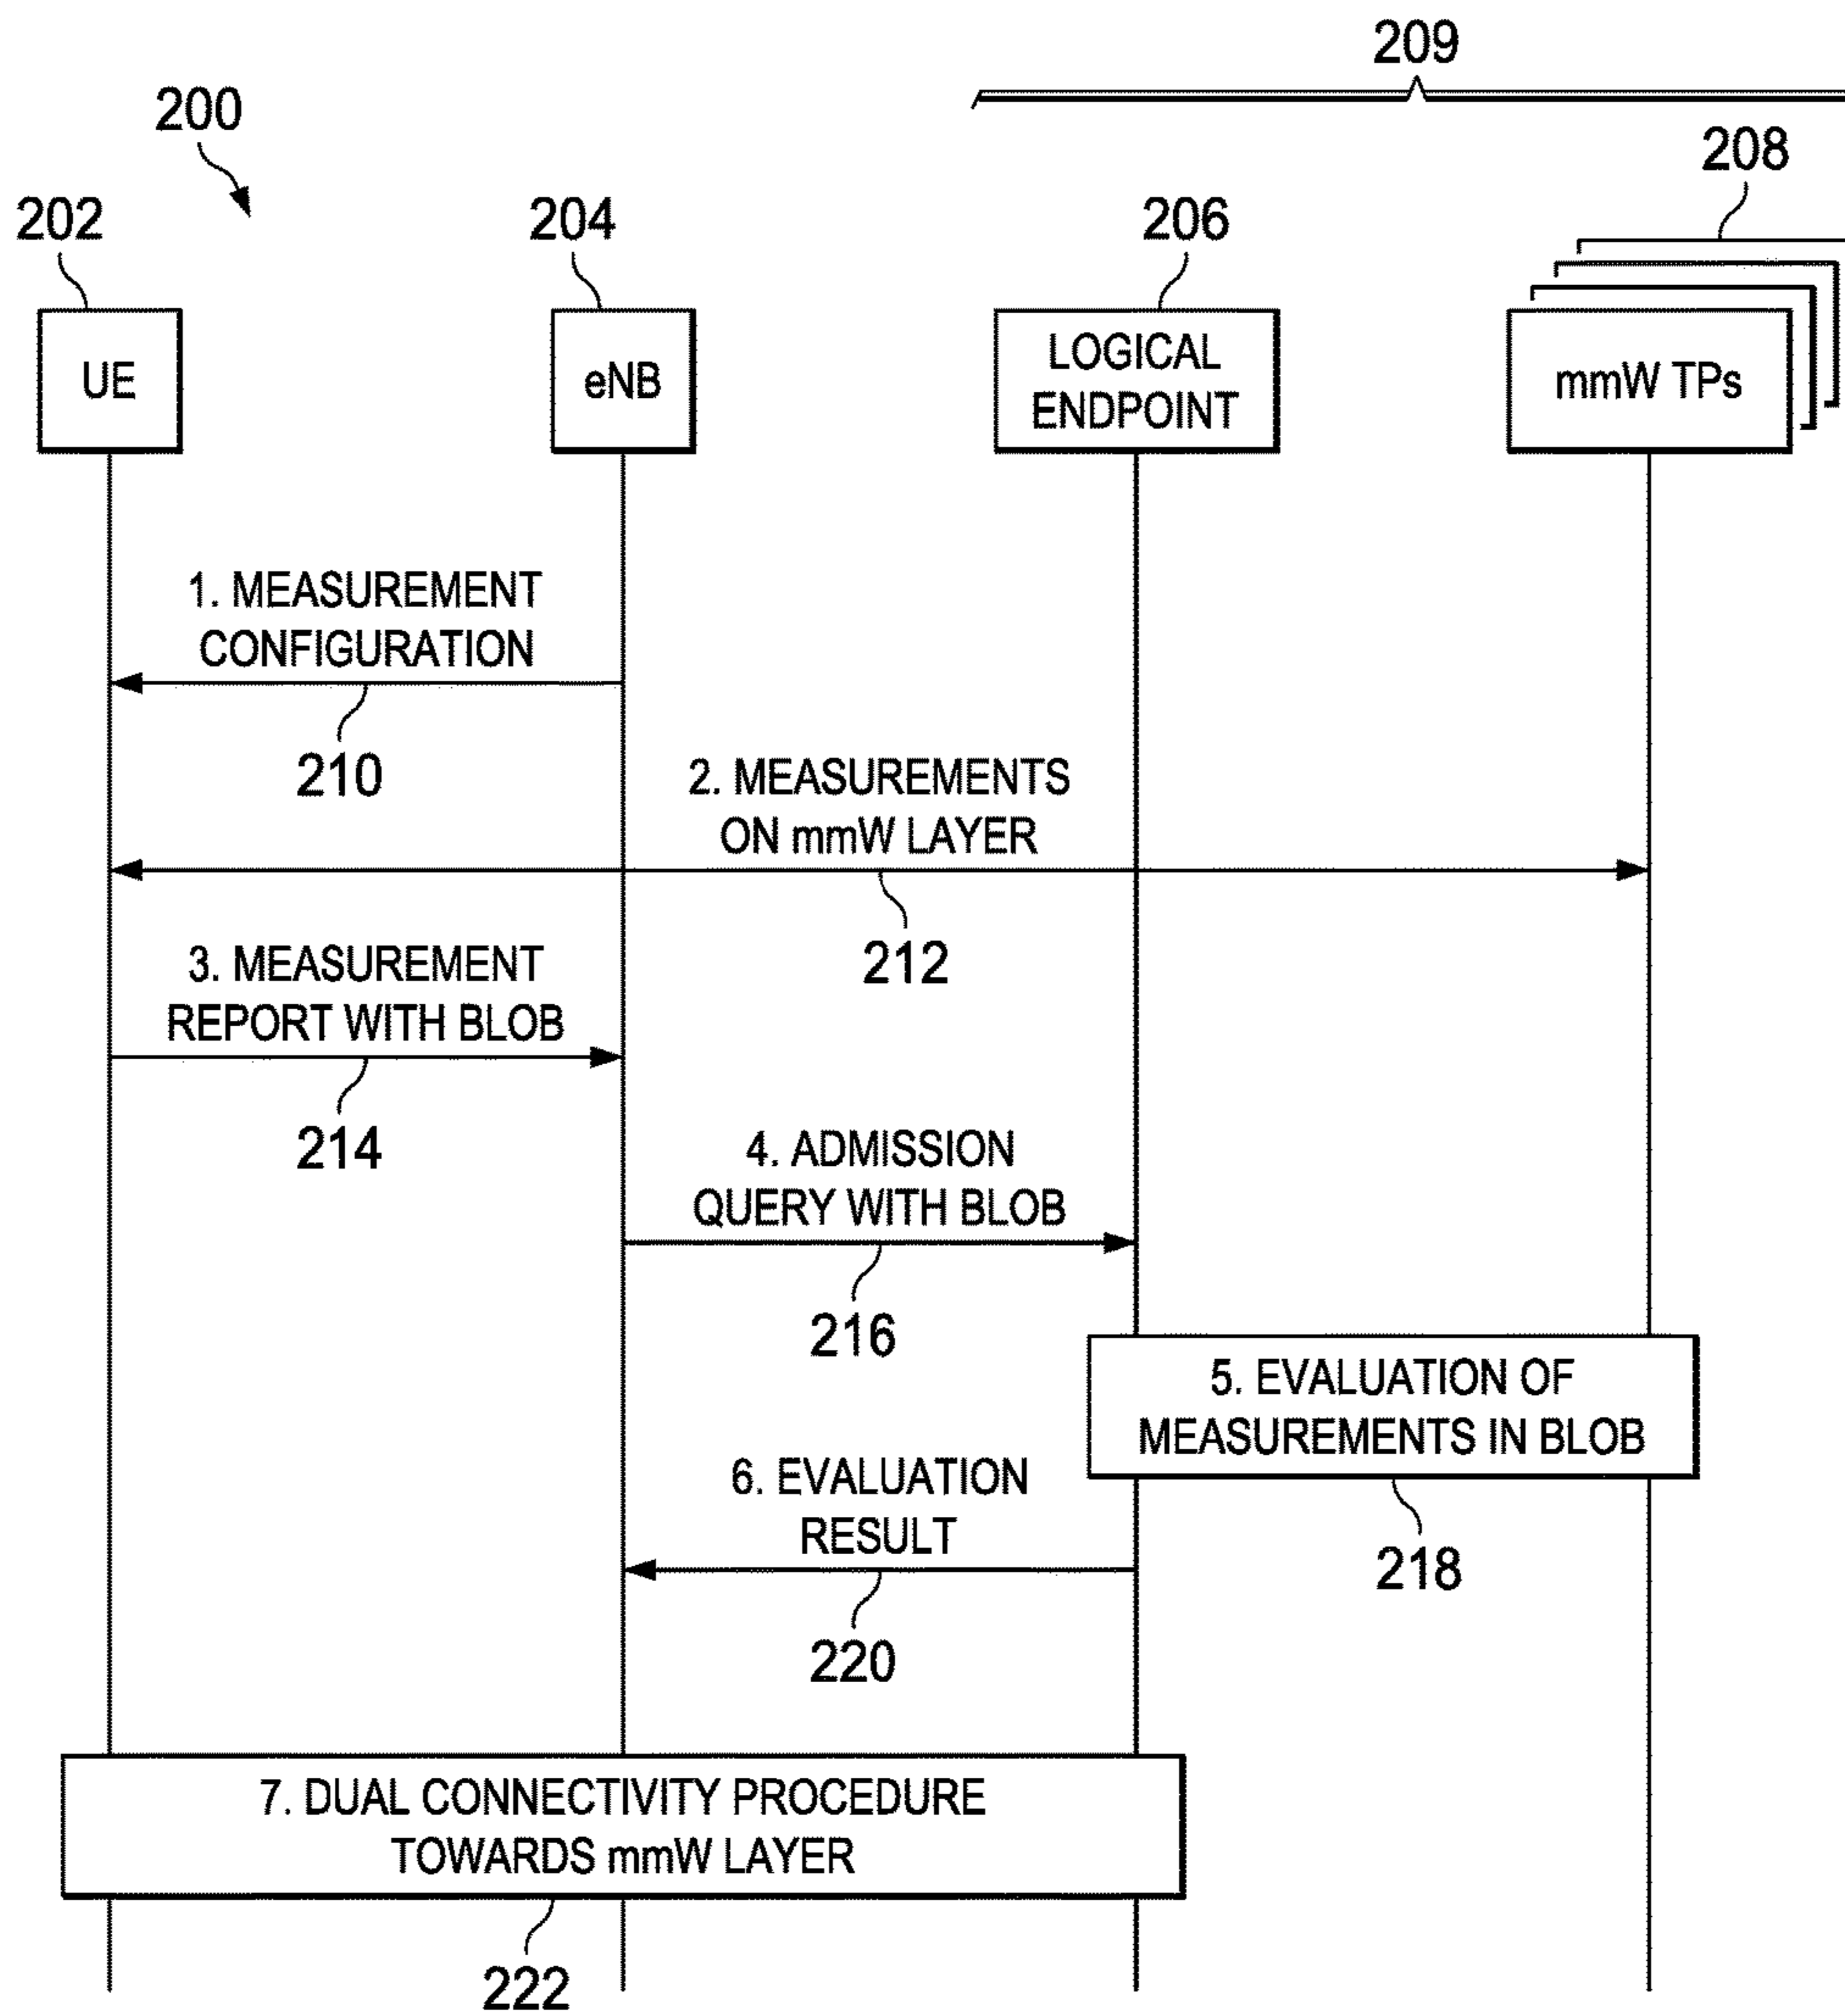 209
200
208
202
204
206
UE
eNB
LOGICAL
ENDPOINT
mmW TPs
1. MEASUREMENT
CONFIGURATION
210
2. MEASUREMENTS
ON mmW LAYER
212
3. MEASUREMENT
REPORT WITH BLOB
214
4. ADMISSION
QUERY WITH BLOB
216
5. EVALUATION OF
MEASUREMENTS IN BLOB
218
6. EVALUATION
RESULT
220
7. DUAL CONNECTIVITY PROCEDURE
TOWARDS mmW LAYER
222